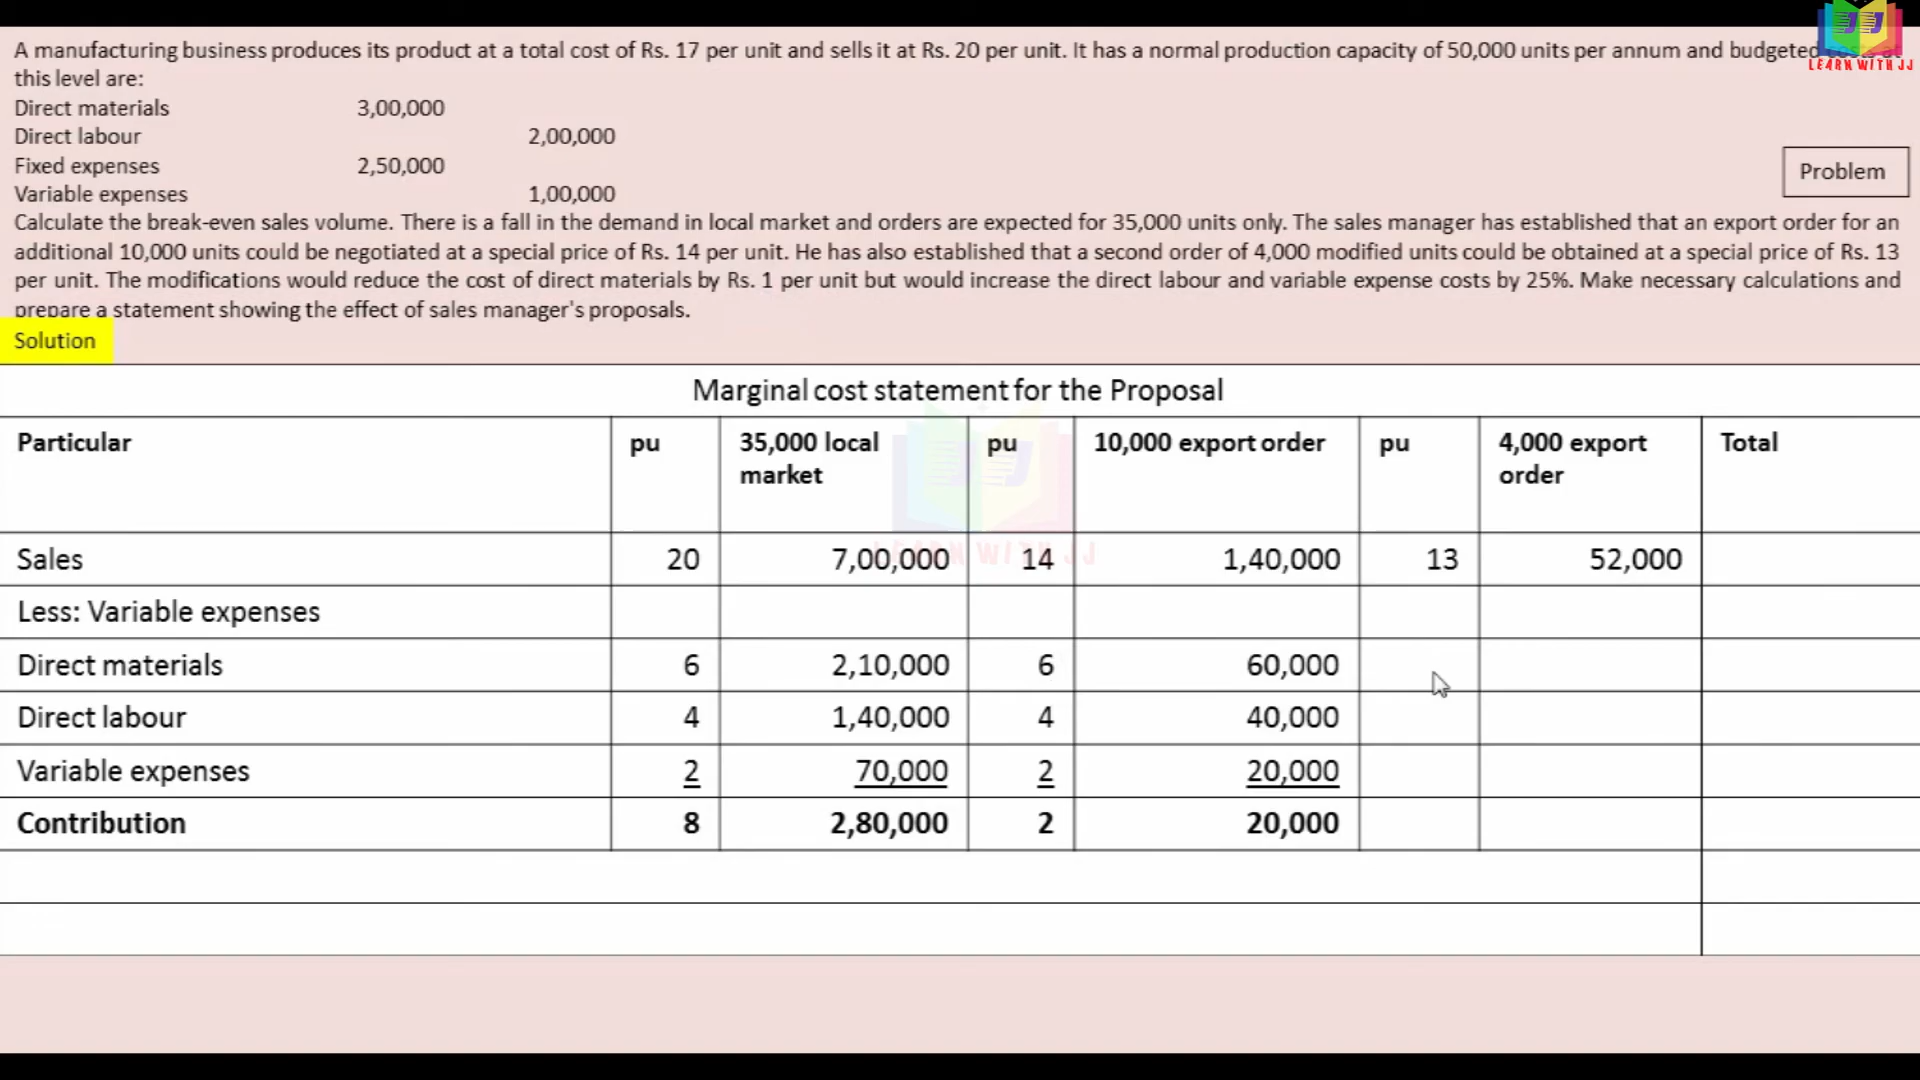 A manufacturing business produces its product at a total cost of Rs. 17 per unit and sells it at Rs. 20 per unit. It has a normal production capacity of 50,000 units per annum and budgeted costs at
this level are:
Direct materials 3,00,000
Direct labour 2,00,000
Fixed expenses 2,50,000
Variable expenses 1,00,000
Calculate the break-even sales volume. There is a fall in the demand in local market and orders are expected for 35,000 units only. The sales manager has established that an export order for an
additional 10,000 units could be negotiated at a special price of Rs. 14 per unit. He has also established that a second order of 4,000 modified units could be obtained at a special price of Rs. 13
per unit. The modifications would reduce the cost of direct materials by Rs. 1 per unit but would increase the direct labour and variable expense costs by 25%. Make necessary calculations and
prepare a statement showing the effect of sales manager's proposals.
JJ
LEARN WITH JJ
Problem
Solution
Marginal cost statement for the Proposal
Particular pu 35,000 local market pu 10,000 export order pu 4,000 export order Total
Sales 20 7,00,000 14 1,40,000 13 52,000
Less: Variable expenses
Direct materials 6 2,10,000 6 60,000
Direct labour 4 1,40,000 4 40,000
Variable expenses 2 70,000 2 20,000
Contribution 8 2,80,000 2 20,000
JJ
LEARN WITH JJ